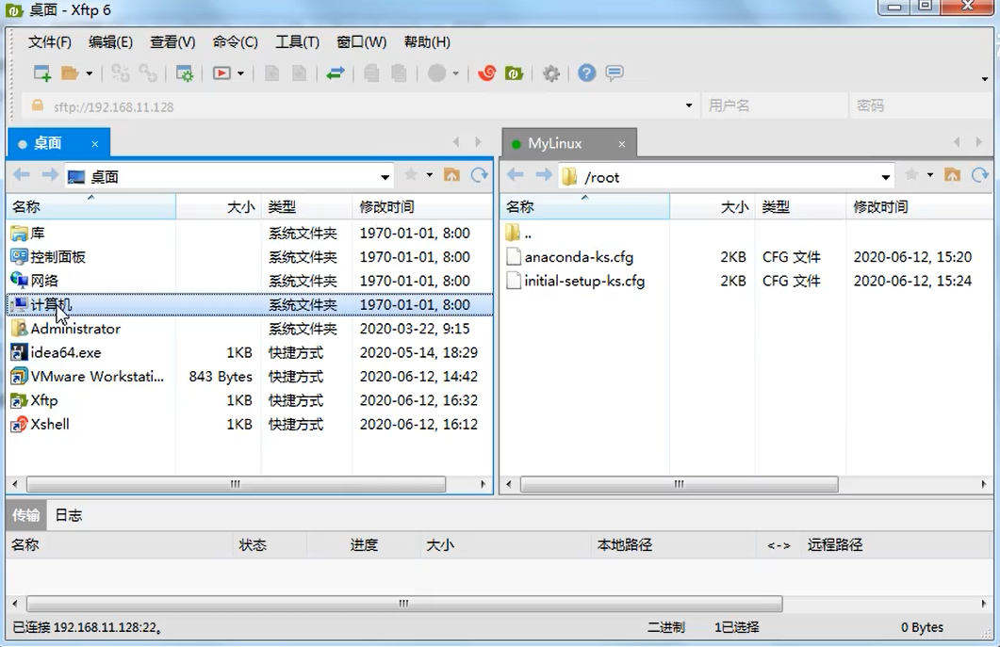 桌面 - Xftp 6
文件(F) 编辑(E) 查看(V) 命令(C) 工具(T) 窗口(W) 帮助(H)
sftp://192.168.11.128 用户名 密码
桌面 × MyLinux ×
桌面 /root
名称 大小 类型 修改时间 名称 大小 类型 修改时间
库 系统文件夹 1970-01-01, 8:00 ..
控制面板 系统文件夹 1970-01-01, 8:00 anaconda-ks.cfg 2KB CFG 文件 2020-06-12, 15:20
网络 系统文件夹 1970-01-01, 8:00 initial-setup-ks.cfg 2KB CFG 文件 2020-06-12, 15:24
计算机 系统文件夹 1970-01-01, 8:00
Administrator 系统文件夹 2020-03-22, 9:15
idea64.exe 1KB 快捷方式 2020-05-14, 18:29
VMware Workstati... 843 Bytes 快捷方式 2020-06-12, 14:42
Xftp 1KB 快捷方式 2020-06-12, 16:32
Xshell 1KB 快捷方式 2020-06-12, 16:12
传输 日志
名称 状态 进度 大小 本地路径 <-> 远程路径
已连接 192.168.11.128:22。 二进制 1已选择 0 Bytes